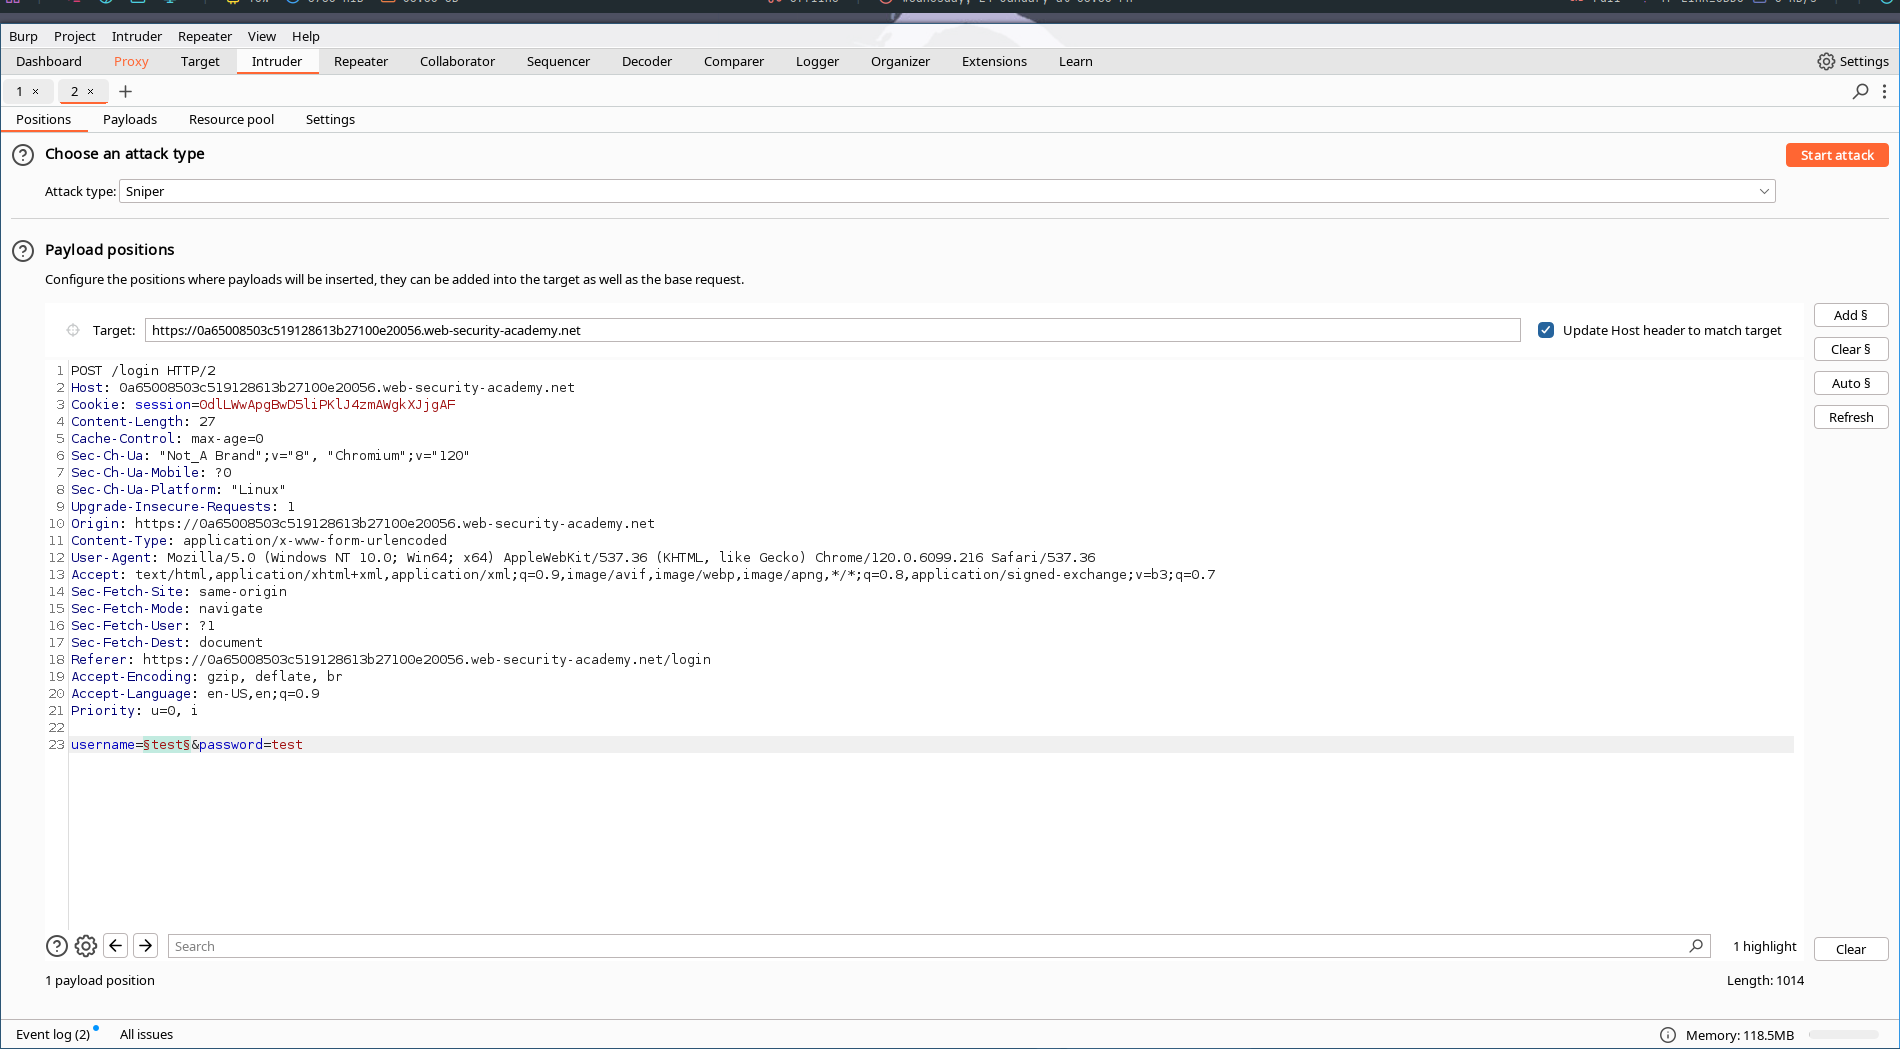 Burp Project Intruder Repeater View Help
Dashboard Proxy Target Intruder Repeater Collaborator Sequencer Decoder Comparer Logger Organizer Extensions Learn Settings
1 × 2 × +
Positions Payloads Resource pool Settings
Choose an attack type
Start attack
Attack type: Sniper
Payload positions
Configure the positions where payloads will be inserted, they can be added into the target as well as the base request.
Target: https://0a65008503c519128613b27100e20056.web-security-academy.net Update Host header to match target
Add §
Clear §
Auto §
Refresh
1 POST /login HTTP/2
2 Host: 0a65008503c519128613b27100e20056.web-security-academy.net
3 Cookie: session=0dlLWwApgBwD5liPKlJ4zmAWgkXJjgAF
4 Content-Length: 27
5 Cache-Control: max-age=0
6 Sec-Ch-Ua: "Not_A Brand";v="8", "Chromium";v="120"
7 Sec-Ch-Ua-Mobile: ?0
8 Sec-Ch-Ua-Platform: "Linux"
9 Upgrade-Insecure-Requests: 1
10 Origin: https://0a65008503c519128613b27100e20056.web-security-academy.net
11 Content-Type: application/x-www-form-urlencoded
12 User-Agent: Mozilla/5.0 (Windows NT 10.0; Win64; x64) AppleWebKit/537.36 (KHTML, like Gecko) Chrome/120.0.6099.216 Safari/537.36
13 Accept: text/html,application/xhtml+xml,application/xml;q=0.9,image/avif,image/webp,image/apng,*/*;q=0.8,application/signed-exchange;v=b3;q=0.7
14 Sec-Fetch-Site: same-origin
15 Sec-Fetch-Mode: navigate
16 Sec-Fetch-User: ?1
17 Sec-Fetch-Dest: document
18 Referer: https://0a65008503c519128613b27100e20056.web-security-academy.net/login
19 Accept-Encoding: gzip, deflate, br
20 Accept-Language: en-US,en;q=0.9
21 Priority: u=0, i
22
23 username=§test§&password=test
Search 1 highlight Clear
1 payload position Length: 1014
Event log (2) All issues Memory: 118.5MB